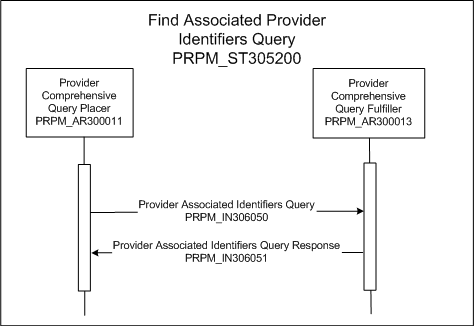 Find Associated Provider
Identifiers Query
PRPM_ST305200
Provider
Comprehensive
Query Placer
PRPM_AR300011
Provider
Comprehensive
Query Fulfiller
PRPM_AR300013
Provider Associated Identifiers Query
PRPM_IN306050
Provider Associated Identifiers Query Response
PRPM_IN306051